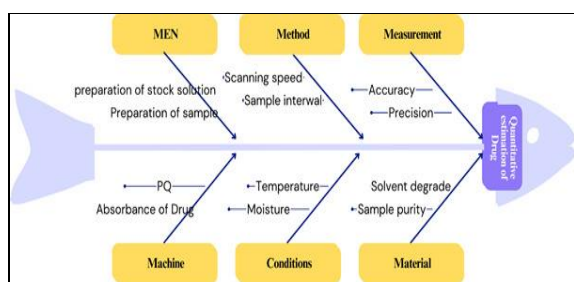 MEN
Method
Measurement
preparation of stock solution
Preparation of sample
Scanning speed
Sample interwal
Accuracy
Precision
Quantitative
estimation of
Drug
PQ
Absorbance of Drug
Temperature
Moisture
Solvent degrade
Sample purity
Machine
Conditions
Material